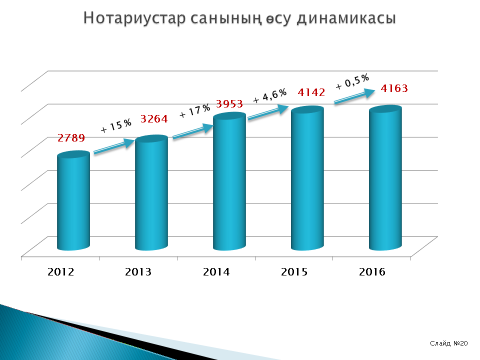 Нотариустар санының өсу динамикасы
2789
+ 15 %
3264
+ 17 %
3953
+ 4,6 %
4142
+ 0,5 %
4163
2012 2013 2014 2015 2016
Слайд №20